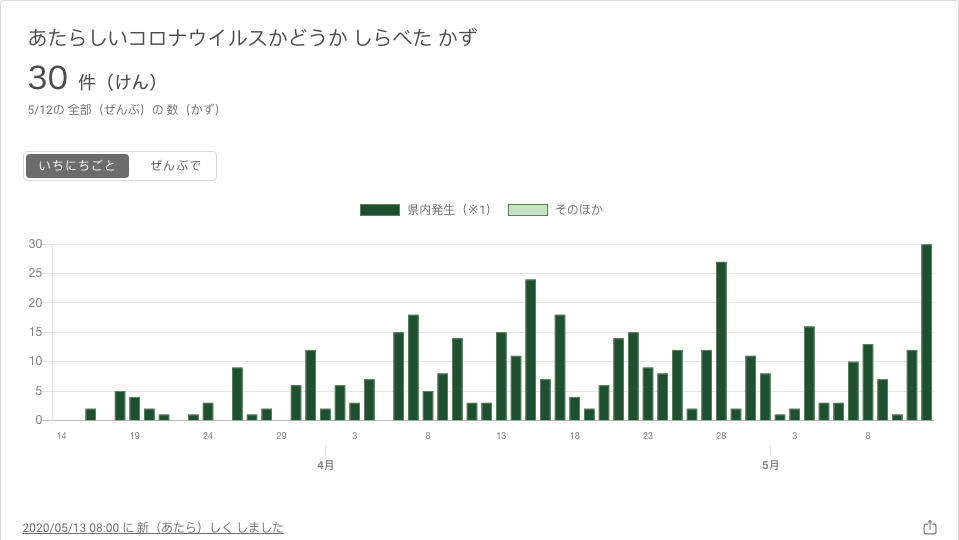 あたらしいコロナウイルスかどうか しらべた かず
30 件（けん）
5/12の 全部（ぜんぶ）の 数（かず）
いちにちごと ぜんぶで
県内発生（※1） そのほか
30
25
20
15
10
5
0
14 19 24 29 3 8 13 18 23 28 3 8
4月 5月
2020/05/13 08:00 に 新（あたら）しく しました